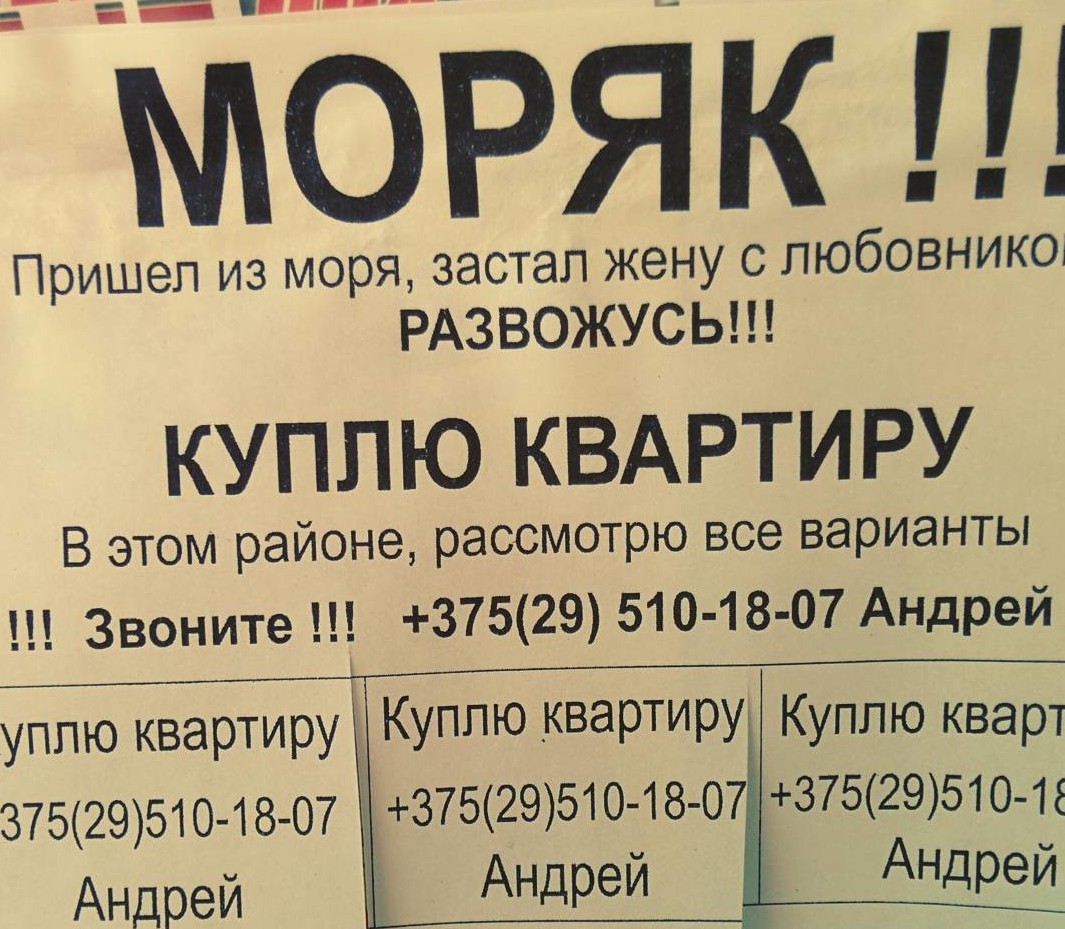 МОРЯК !!!
Пришел из моря, застал жену с любовнико
РАЗВОЖУСЬ!!!
КУПЛЮ КВАРТИРУ
В этом районе, рассмотрю все варианты
!!! Звоните !!! +375(29) 510-18-07 Андрей
уплю квартиру Куплю квартиру Куплю кварт
375(29)510-18-07 +375(29)510-18-07 +375(29)510-18
Андрей Андрей Андрей